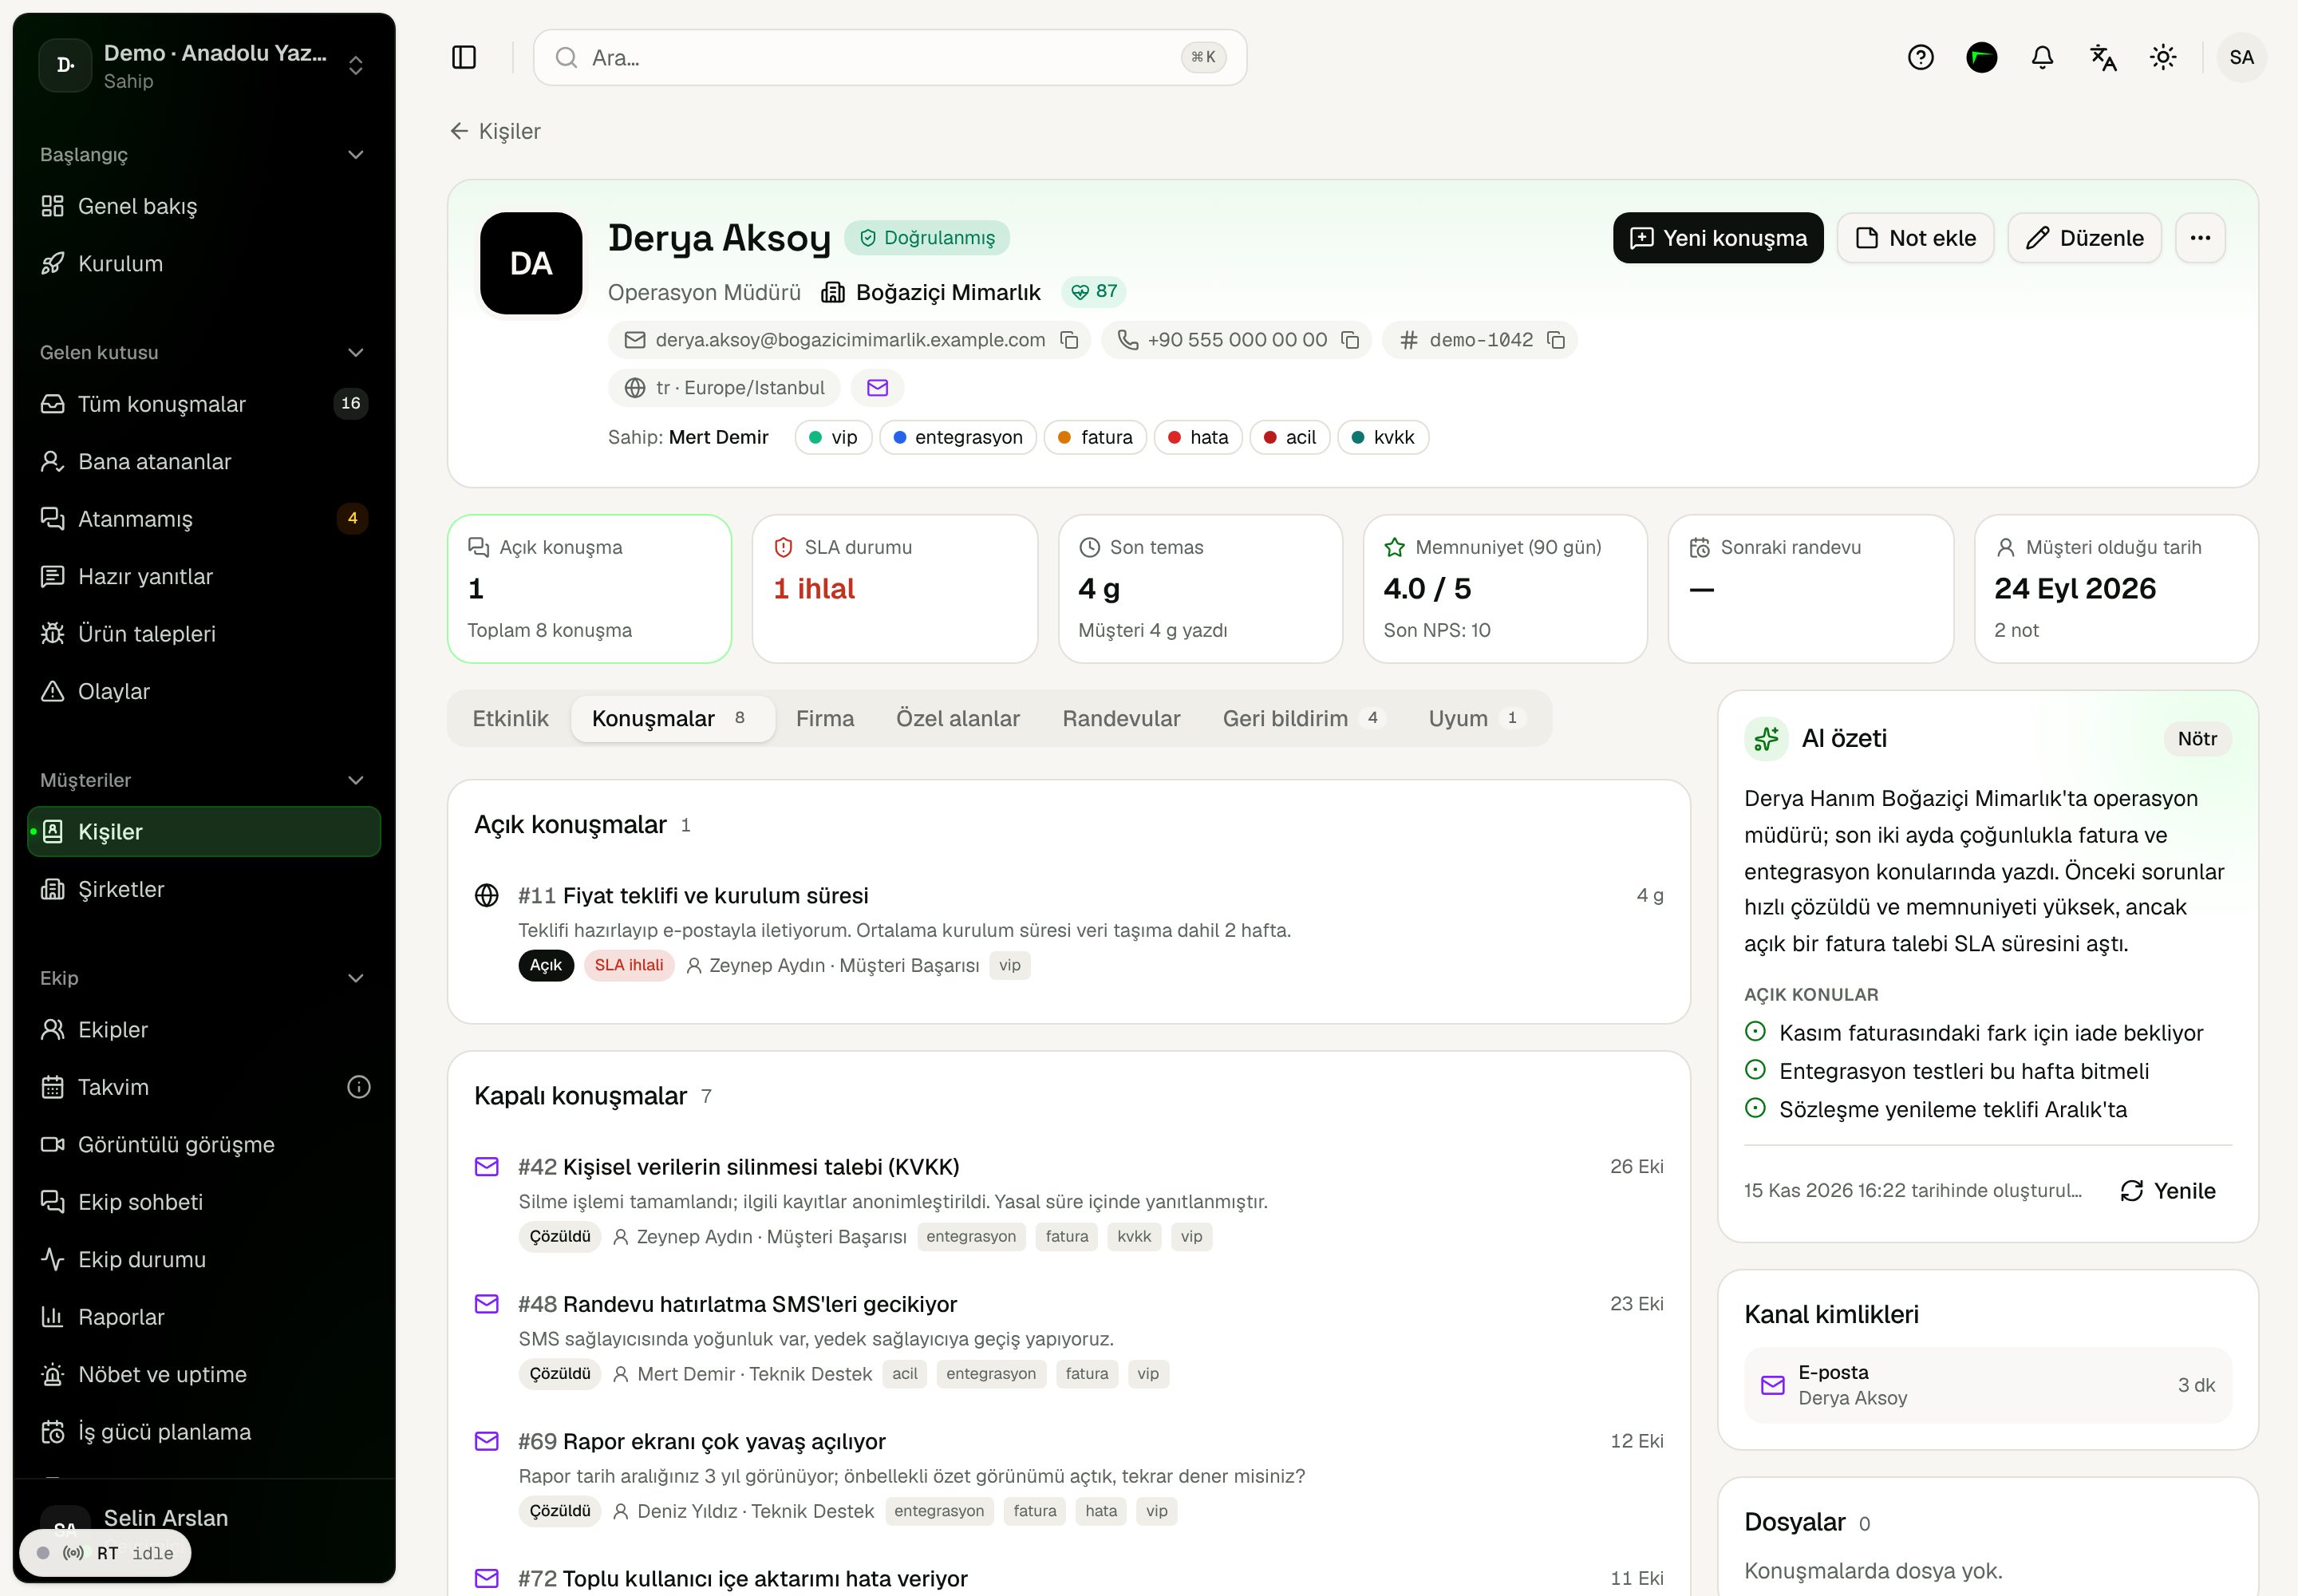 D·
Demo · Anadolu Yaz...
Sahip
Başlangıç
Genel bakış
Kurulum
Gelen kutusu
Tüm konuşmalar 16
Bana atananlar
Atanmamış 4
Hazır yanıtlar
Ürün talepleri
Olaylar
Müşteriler
Kişiler
Şirketler
Ekip
Ekipler
Takvim
Görüntülü görüşme
Ekip sohbeti
Ekip durumu
Raporlar
Nöbet ve uptime
İş gücü planlama
SA
Selin Arslan
RT idle
Ara...
⌘K
SA
Kişiler
DA
Derya Aksoy
Doğrulanmış
Yeni konuşma
Not ekle
Düzenle
Operasyon Müdürü Boğaziçi Mimarlık 87
derya.aksoy@bogazicimimarlik.example.com +90 555 000 00 00 demo-1042
tr · Europe/Istanbul
Sahip: Mert Demir vip entegrasyon fatura hata acil kvkk
Açık konuşma
1
Toplam 8 konuşma
SLA durumu
1 ihlal
Son temas
4 g
Müşteri 4 g yazdı
Memnuniyet (90 gün)
4.0 / 5
Son NPS: 10
Sonraki randevu
—
Müşteri olduğu tarih
24 Eyl 2026
2 not
Etkinlik Konuşmalar 8 Firma Özel alanlar Randevular Geri bildirim 4 Uyum 1
Açık konuşmalar 1
#11 Fiyat teklifi ve kurulum süresi 4 g
Teklifi hazırlayıp e-postayla iletiyorum. Ortalama kurulum süresi veri taşıma dahil 2 hafta.
Açık SLA ihlali Zeynep Aydın · Müşteri Başarısı vip
Kapalı konuşmalar 7
#42 Kişisel verilerin silinmesi talebi (KVKK) 26 Eki
Silme işlemi tamamlandı; ilgili kayıtlar anonimleştirildi. Yasal süre içinde yanıtlanmıştır.
Çözüldü Zeynep Aydın · Müşteri Başarısı entegrasyon fatura kvkk vip
#48 Randevu hatırlatma SMS'leri gecikiyor 23 Eki
SMS sağlayıcısında yoğunluk var, yedek sağlayıcıya geçiş yapıyoruz.
Çözüldü Mert Demir · Teknik Destek acil entegrasyon fatura vip
#69 Rapor ekranı çok yavaş açılıyor 12 Eki
Rapor tarih aralığınız 3 yıl görünüyor; önbellekli özet görünümü açtık, tekrar dener misiniz?
Çözüldü Deniz Yıldız · Teknik Destek entegrasyon fatura hata vip
#72 Toplu kullanıcı içe aktarımı hata veriyor 11 Eki
AI özeti
Nötr
Derya Hanım Boğaziçi Mimarlık'ta operasyon
müdürü; son iki ayda çoğunlukla fatura ve
entegrasyon konularında yazdı. Önceki sorunlar
hızlı çözüldü ve memnuniyeti yüksek, ancak
açık bir fatura talebi SLA süresini aştı.
AÇIK KONULAR
Kasım faturasındaki fark için iade bekliyor
Entegrasyon testleri bu hafta bitmeli
Sözleşme yenileme teklifi Aralık'ta
15 Kas 2026 16:22 tarihinde oluşturul...
Yenile
Kanal kimlikleri
E-posta
Derya Aksoy
3 dk
Dosyalar 0
Konuşmalarda dosya yok.